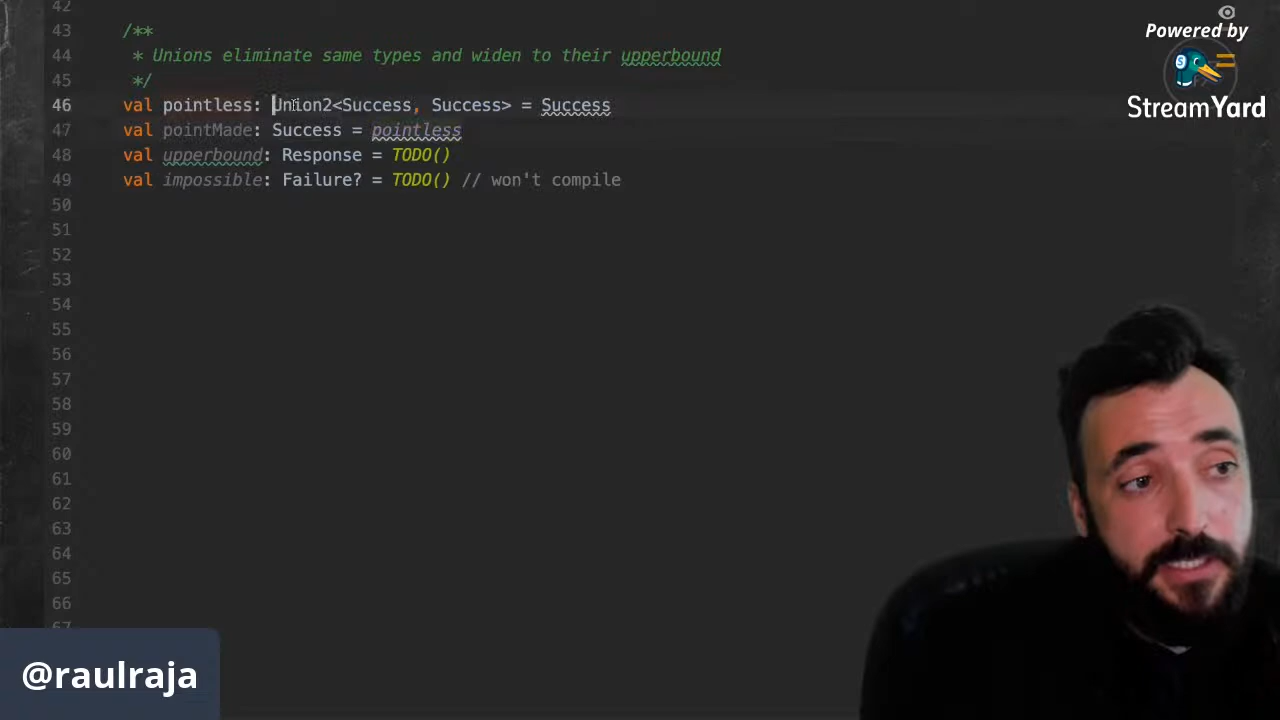 42
43 /**
44 * Unions eliminate same types and widen to their upperbound
45 */
46 val pointless: Union2<Success, Success> = Success
47 val pointMade: Success = pointless
48 val upperbound: Response = TODO()
49 val impossible: Failure? = TODO() // won't compile
50
51
52
53
54
55
56
57
58
59
60
61
62
63
64
65
66
67
Powered by
S
StreamYard
@raulraja